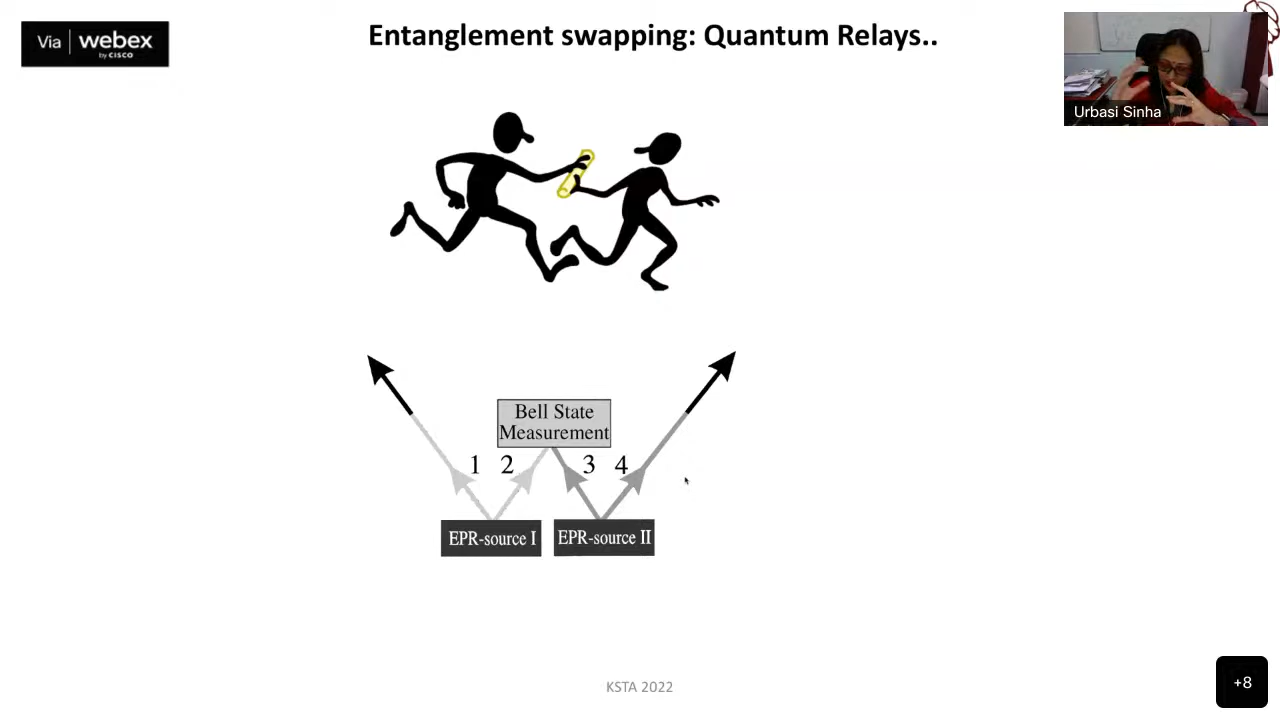 Via | webex
by CISCO
Entanglement swapping: Quantum Relays..
Urbasi Sinha
Bell State
Measurement
1 2 3 4
EPR-source I EPR-source II
KSTA 2022
+8